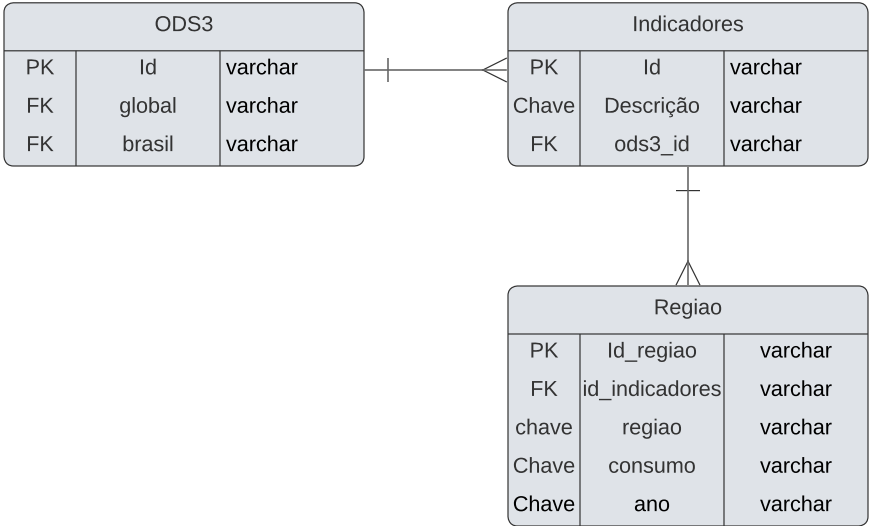 ODS3
PK Id varchar
FK global varchar
FK brasil varchar
Indicadores
PK Id varchar
Chave Descrição varchar
FK ods3_id varchar
Regiao
PK Id_regiao varchar
FK id_indicadores varchar
chave regiao varchar
Chave consumo varchar
Chave ano varchar